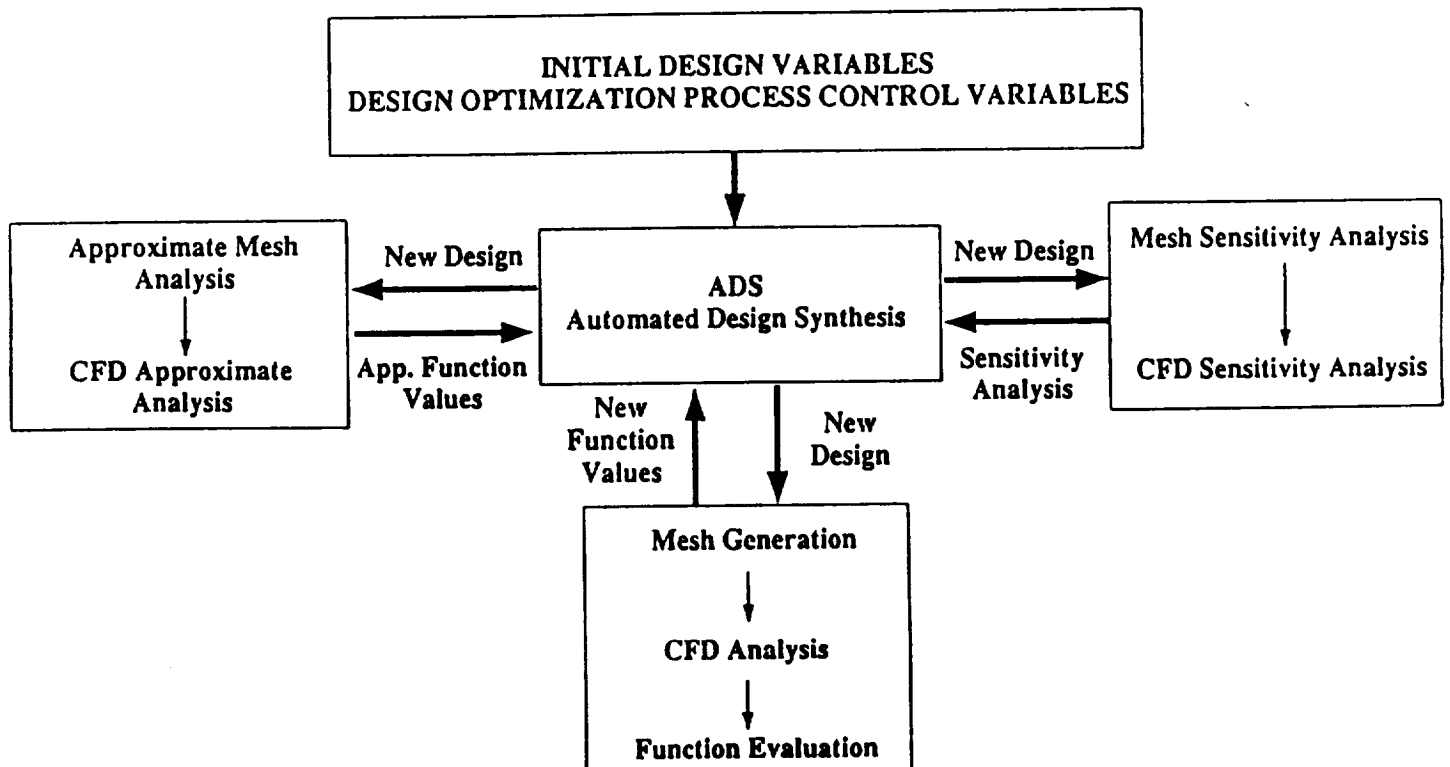 INITIAL DESIGN VARIABLES
DESIGN OPTIMIZATION PROCESS CONTROL VARIABLES
Approximate Mesh
Analysis
CFD Approximate
Analysis
New Design
App. Function
Values
ADS
Automated Design Synthesis
New Design
Sensitivity
Analysis
Mesh Sensitivity Analysis
CFD Sensitivity Analysis
New
Function
Values
New
Design
Mesh Generation
CFD Analysis
Function Evaluation